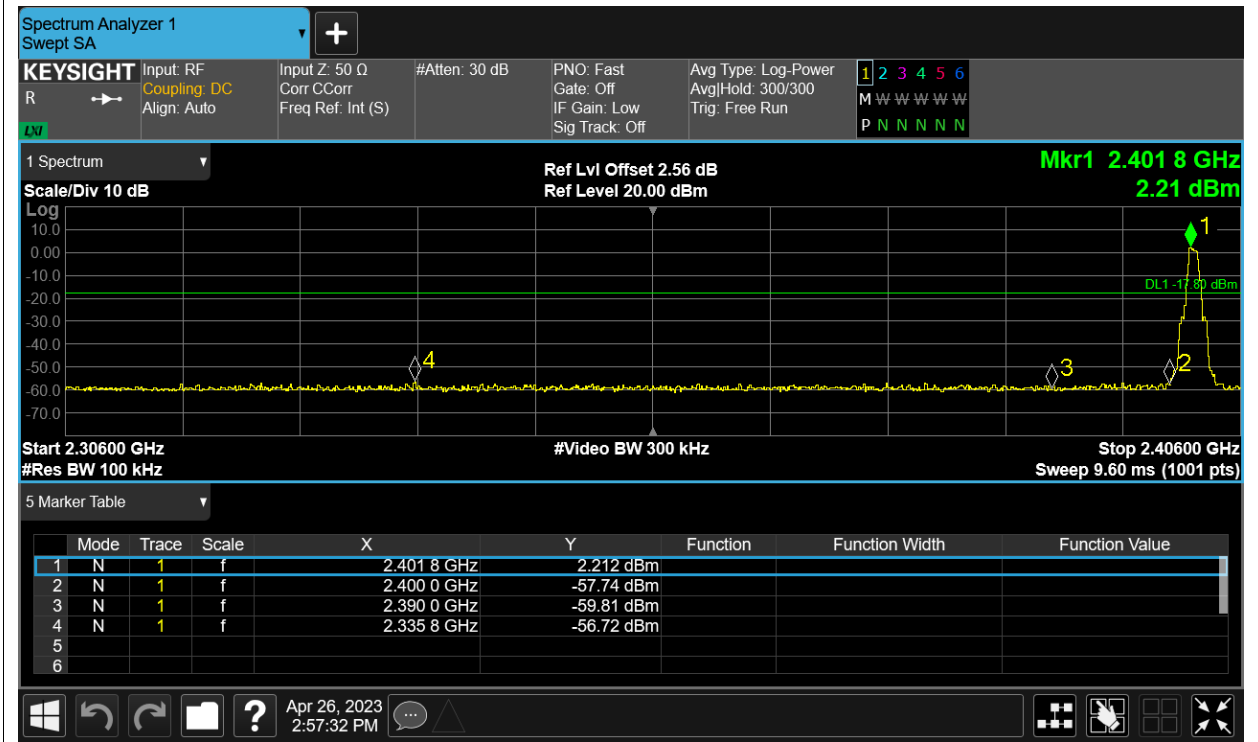 Spectrum Analyzer 1
Swept SA
+
KEYSIGHT Input: RF Input Z: 50 Ω #Atten: 30 dB PNO: Fast Avg Type: Log-Power 1 2 3 4 5 6
R Coupling: DC Corr CCorr Gate: Off Avg|Hold: 300/300 M W W W W W
Align: Auto Freq Ref: Int (S) IF Gain: Low Trig: Free Run
LXI Sig Track: Off P N N N N N
1 Spectrum
Ref Lvl Offset 2.56 dB Mkr1 2.401 8 GHz
Scale/Div 10 dB Ref Level 20.00 dBm 2.21 dBm
Log
1
10.0
0.00
-10.0
DL1 -17.80 dBm
-20.0
-30.0
-40.0
4 3 2
-50.0
-60.0
-70.0
Start 2.30600 GHz #Video BW 300 kHz Stop 2.40600 GHz
#Res BW 100 kHz Sweep 9.60 ms (1001 pts)
5 Marker Table
Mode Trace Scale X Y Function Function Width Function Value
1 N 1 f 2.401 8 GHz 2.212 dBm
2 N 1 f 2.400 0 GHz -57.74 dBm
3 N 1 f 2.390 0 GHz -59.81 dBm
4 N 1 f 2.335 8 GHz -56.72 dBm
5
6
? Apr 26, 2023
2:57:32 PM